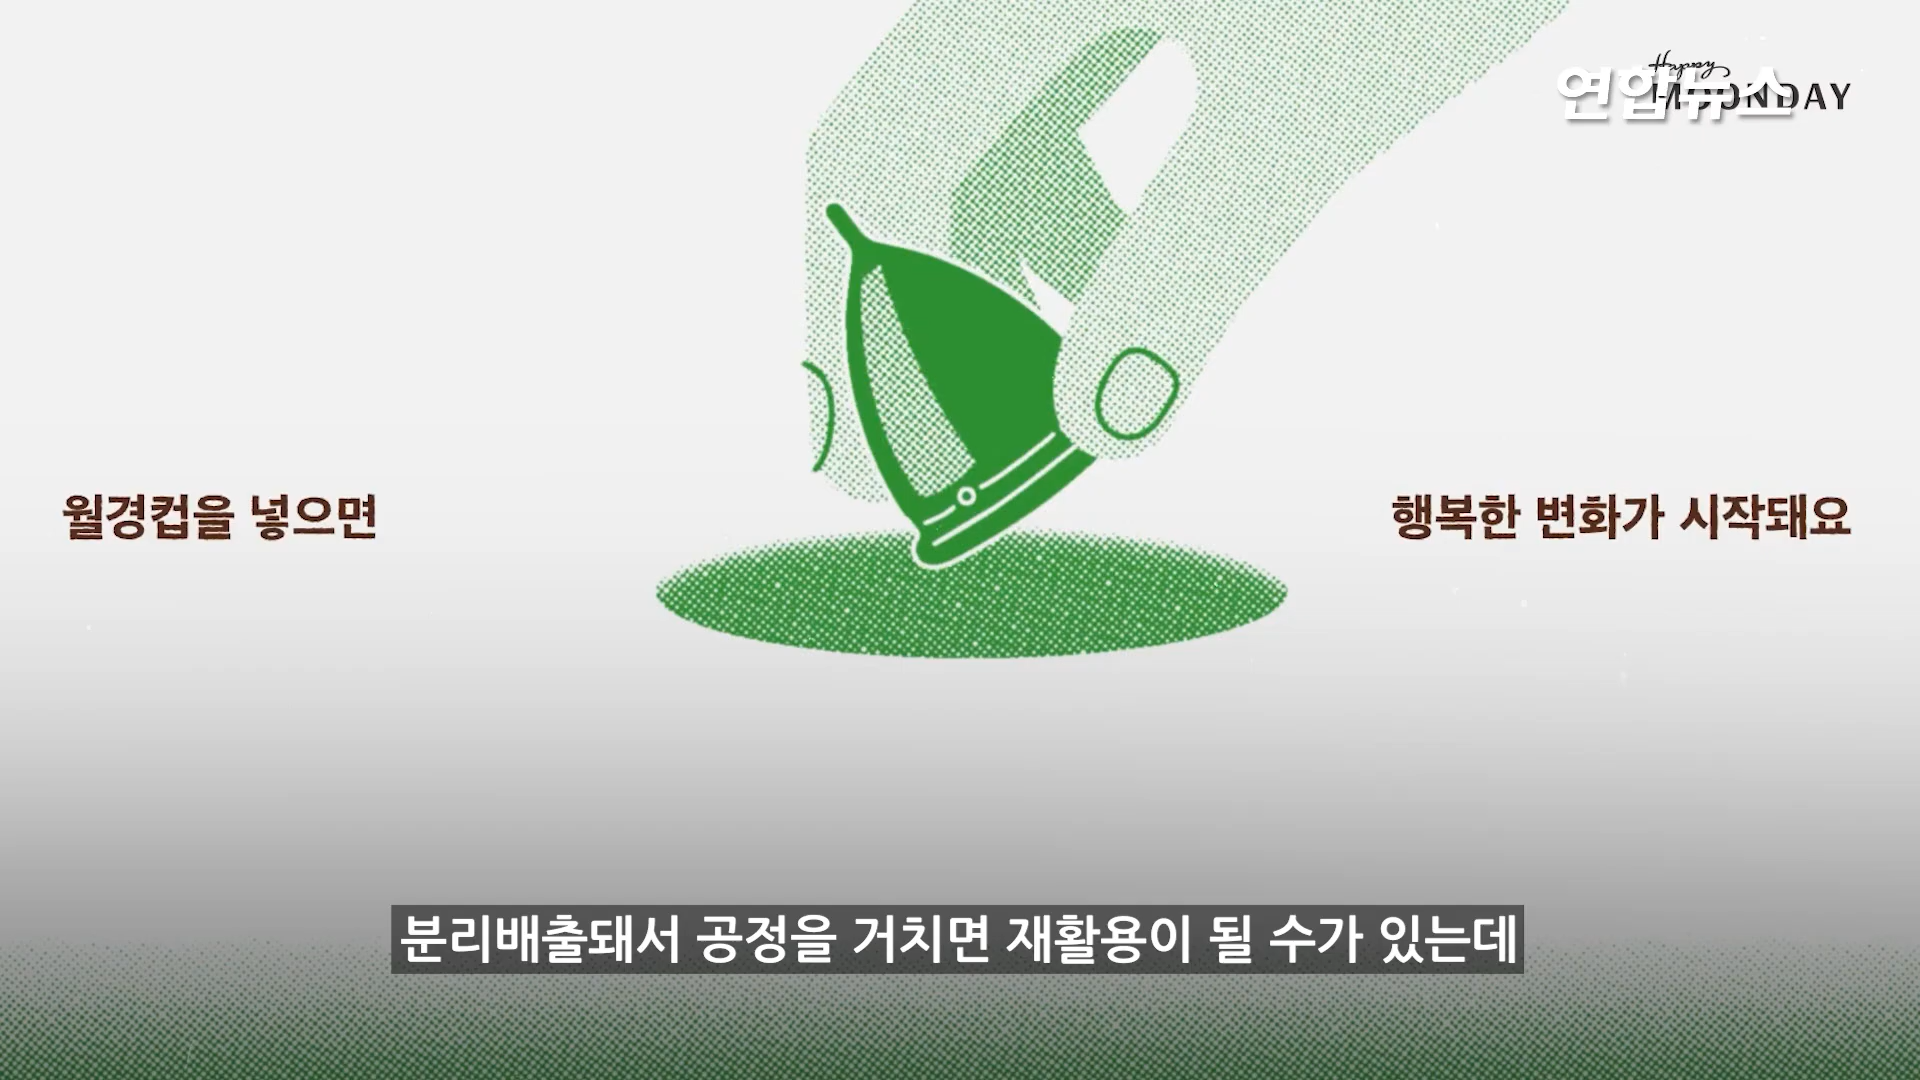 Happy
MOONDAY
연합뉴스
월경컵을 넣으면
행복한 변화가 시작돼요
분리배출돼서 공정을 거치면 재활용이 될 수가 있는데